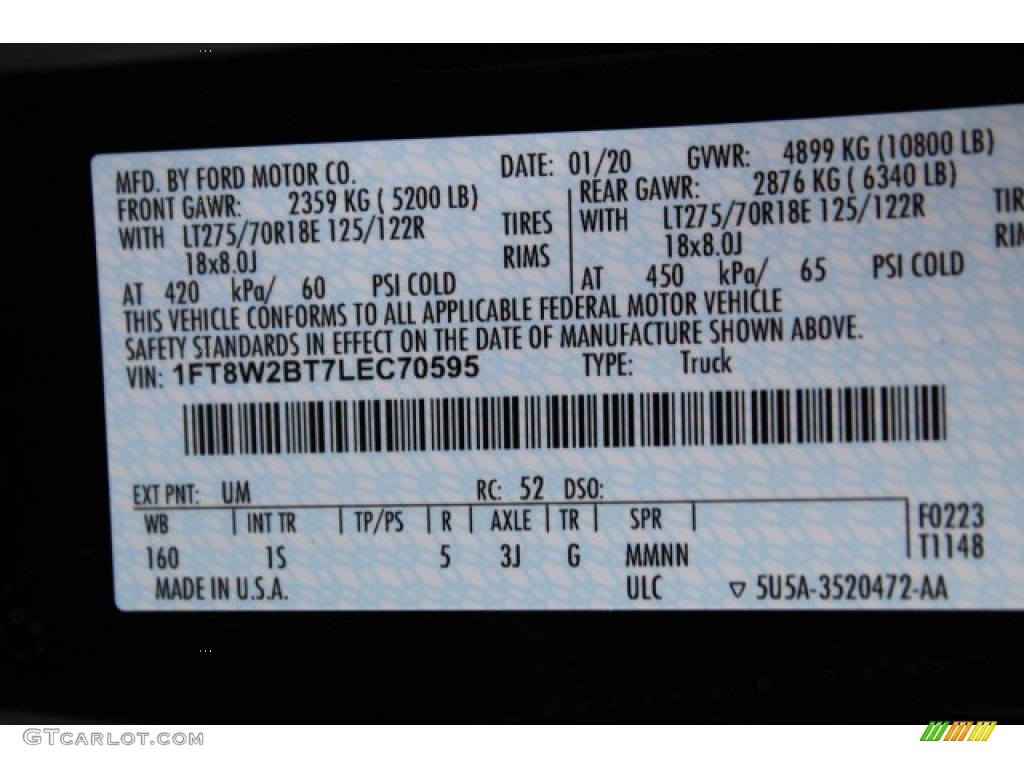 MFD. BY FORD MOTOR CO. DATE: 01/20 GVWR: 4899 KG (10800 LB)
FRONT GAWR: 2359 KG ( 5200 LB) REAR GAWR: 2876 KG ( 6340 LB)
WITH LT275/70R18E 125/122R TIRES WITH LT275/70R18E 125/122R TIR
18x8.0J RIMS 18x8.0J RIM
AT 420 kPa/ 60 PSI COLD AT 450 kPa/ 65 PSI COLD
THIS VEHICLE CONFORMS TO ALL APPLICABLE FEDERAL MOTOR VEHICLE
SAFETY STANDARDS IN EFFECT ON THE DATE OF MANUFACTURE SHOWN ABOVE.
VIN: 1FT8W2BT7LEC70595 TYPE: Truck
EXT PNT: UM RC: 52 DSO:
WB INT TR TP/PS R AXLE TR SPR F0223
160 1S 5 3J G MMNN T1148
MADE IN U.S.A. ULC ▽ 5U5A-3520472-AA
GTCARLOT.COM